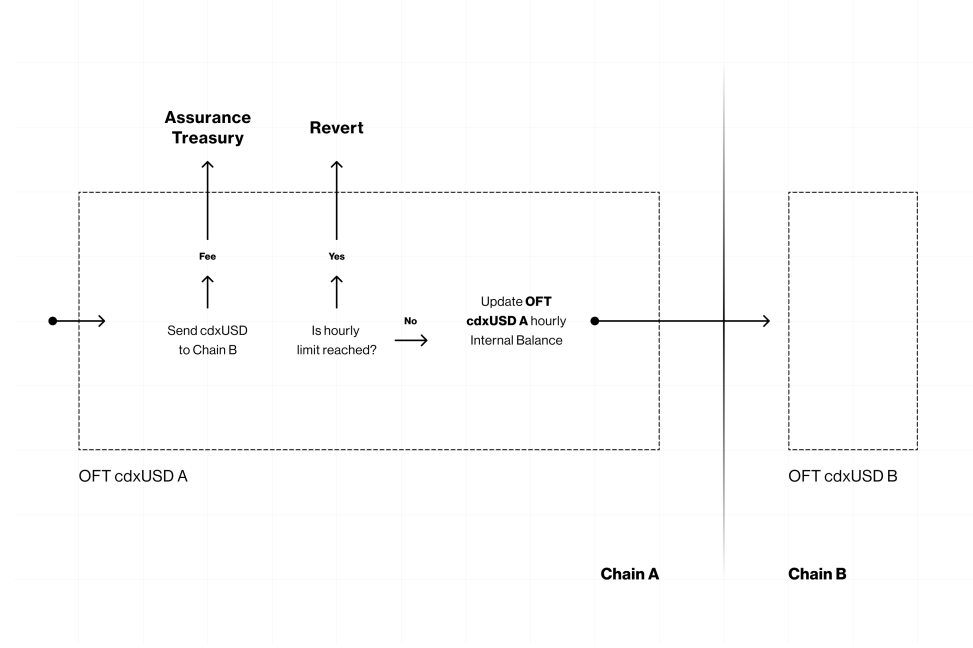 Assurance
Treasury
Revert
Fee
Yes
Send cdxUSD
to Chain B
Is hourly
limit reached?
No
Update OFT
cdxUSD A hourly
Internal Balance
OFT cdxUSD A
OFT cdxUSD B
Chain A
Chain B